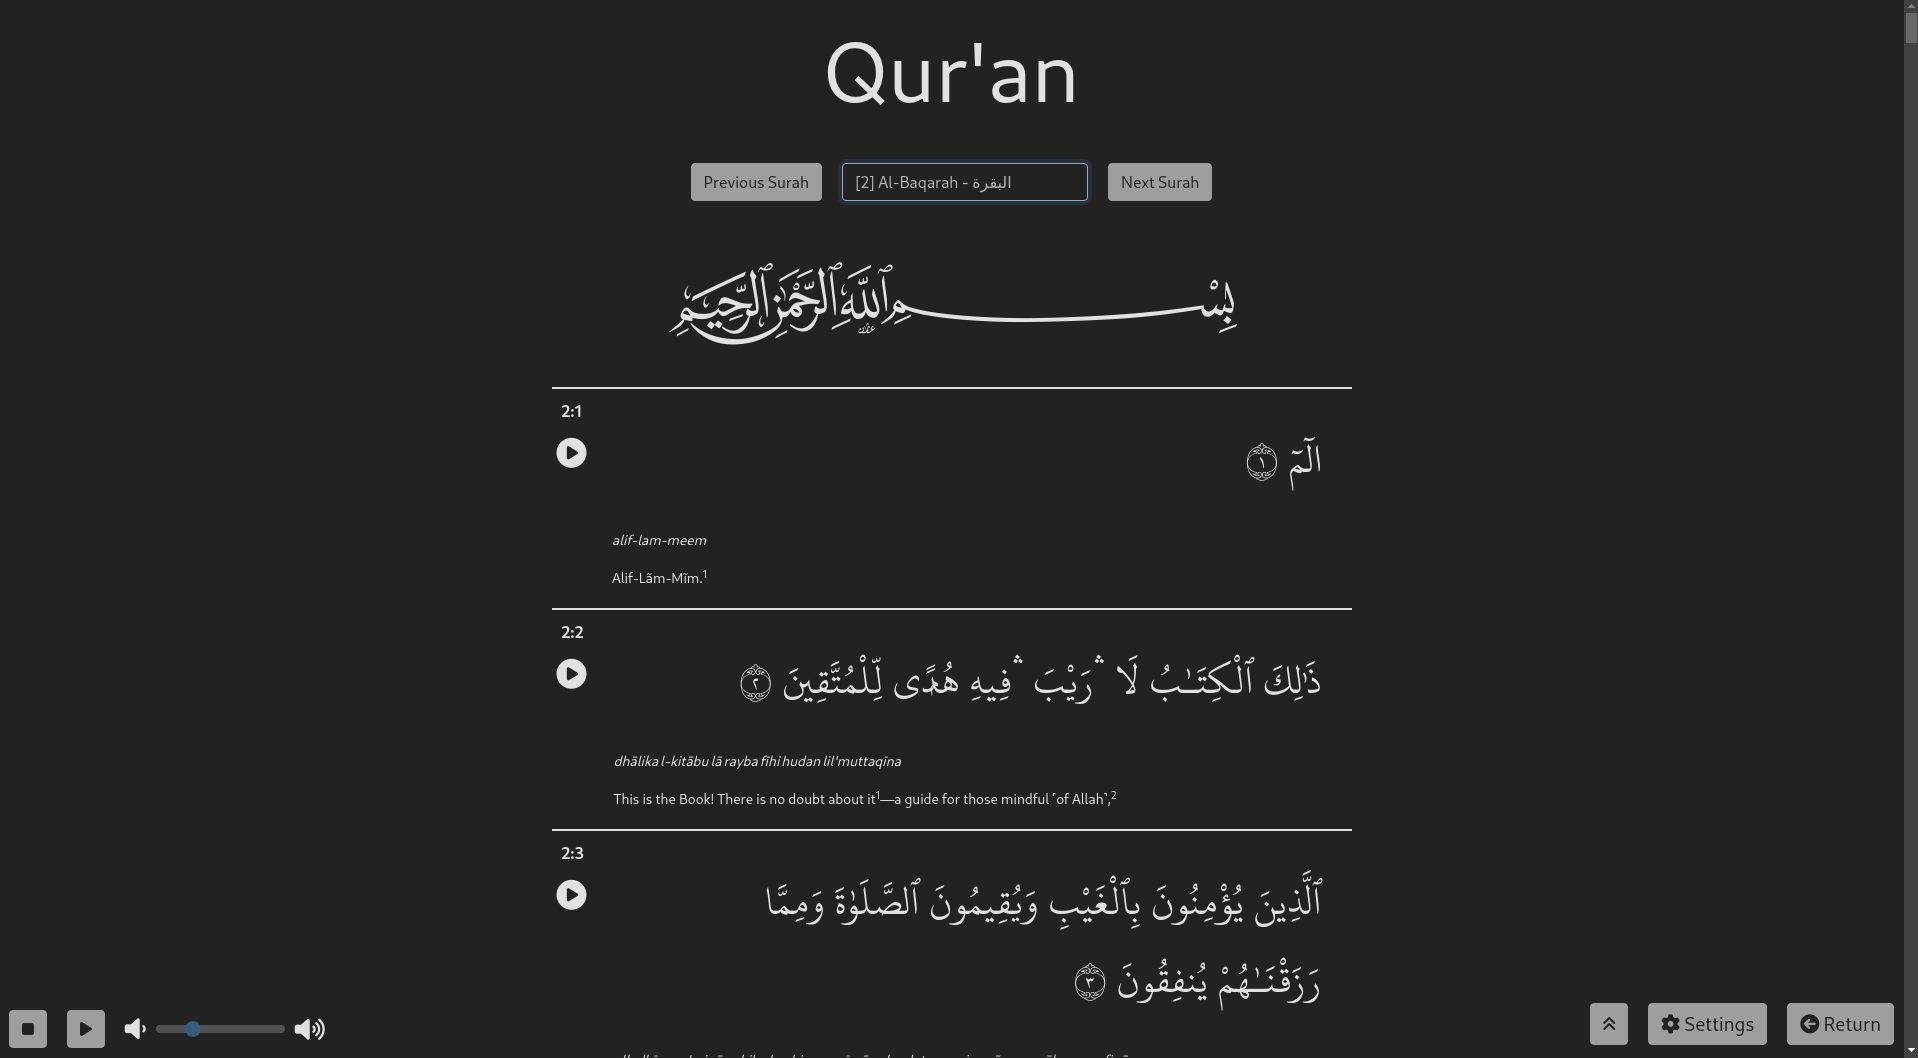 Qur'an
Previous Surah
[2] Al-Baqarah - البقرة
Next Surah
بِسْمِ ٱللَّهِ ٱلرَّحْمَٰنِ ٱلرَّحِيمِ
2:1
الٓمٓ ١
alif-lam-meem
Alif-Lãm-Mĩm.¹
2:2
ذَٰلِكَ ٱلْكِتَـٰبُ لَا ۛ رَيْبَ ۛ فِيهِ هُدًۭى لِّلْمُتَّقِينَ ٢
dhālika l-kitābu lā rayba fīhi hudan lil'muttaqīna
This is the Book! There is no doubt about it¹—a guide for those mindful ˹of Allah˺,²
2:3
ٱلَّذِينَ يُؤْمِنُونَ بِٱلْغَيْبِ وَيُقِيمُونَ ٱلصَّلَوٰةَ وَمِمَّا
رَزَقْنَـٰهُمْ يُنفِقُونَ ٣
Settings
Return